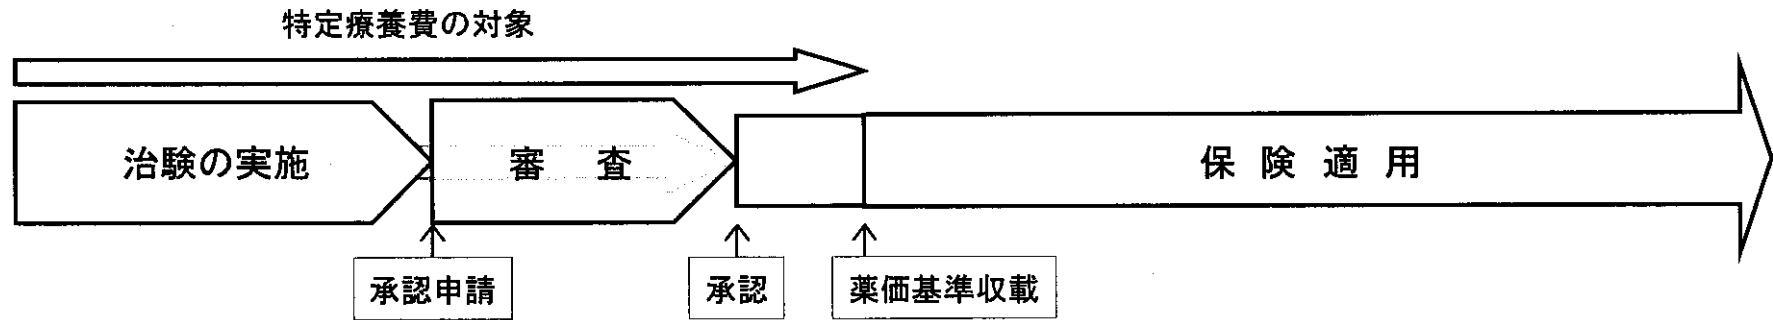 特定療養費の対象
治験の実施
審 査
保 険 適 用
承認申請
承認
薬価基準収載